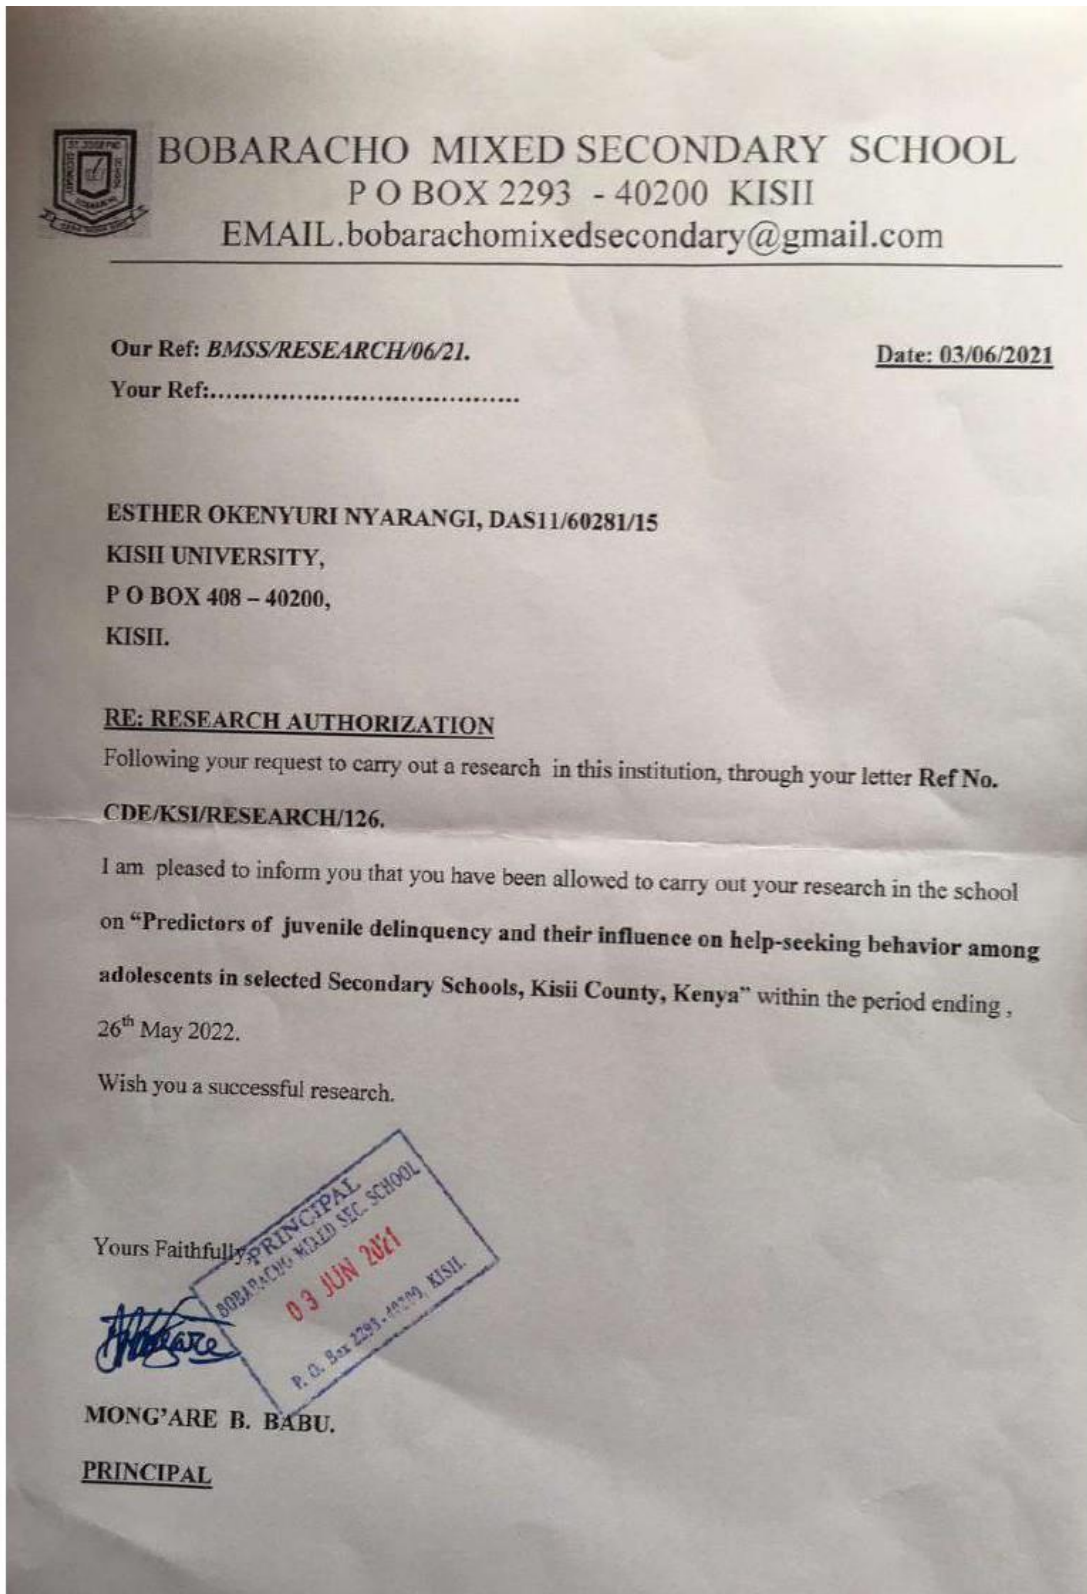 ST. JOSEPHS
BOBARACHO MIXED SECONDARY SCHOOL
P O BOX 2293 - 40200 KISII
EMAIL.bobarachomixedsecondary@gmail.com
Our Ref: BMSS/RESEARCH/06/21.
Date: 03/06/2021
Your Ref:.......................................
ESTHER OKENYURI NYARANGI, DAS11/60281/15
KISII UNIVERSITY,
P O BOX 408 – 40200,
KISII.
RE: RESEARCH AUTHORIZATION
Following your request to carry out a research in this institution, through your letter Ref No.
CDE/KSI/RESEARCH/126.
I am pleased to inform you that you have been allowed to carry out your research in the school
on “Predictors of juvenile delinquency and their influence on help-seeking behavior among
adolescents in selected Secondary Schools, Kisii County, Kenya” within the period ending ,
26th May 2022.
Wish you a successful research.
Yours Faithfully
PRINCIPAL
BOBARACHO MIXED SEC. SCHOOL
03 JUN 2021
P. O. Box 2293-40200, KISII.
MONG’ARE B. BABU.
PRINCIPAL